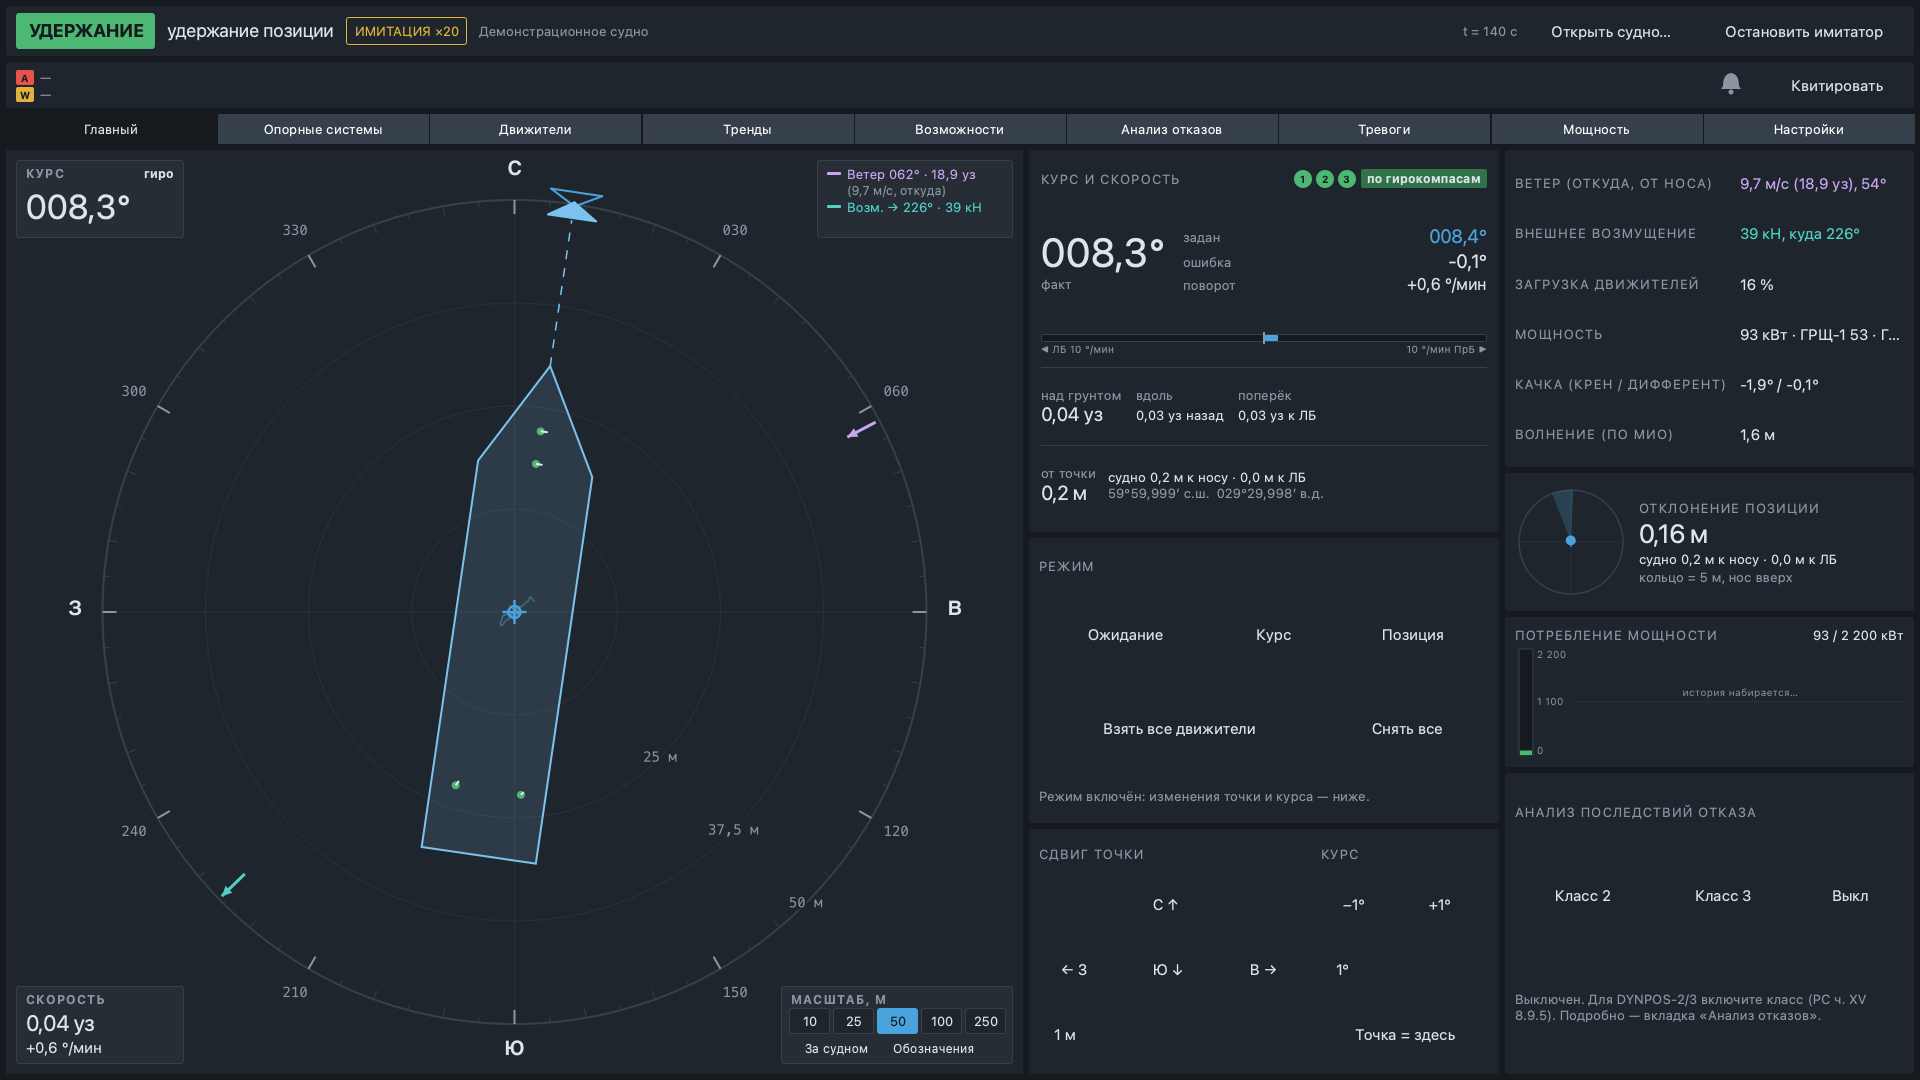 УДЕРЖАНИЕ удержание позиции ИМИТАЦИЯ ×20 Демонстрационное судно t = 140 с Открыть судно... Остановить имитатор
A —
W —
Квитировать
Главный Опорные системы Движители Тренды Возможности Анализ отказов Тревоги Мощность Настройки
КУРС гиро
008,3°
С
Ветер 062° · 18,9 уз
(9,7 м/с, откуда)
Возм. → 226° · 39 кН
330 030
300 060
З В
25 м
240 37,5 м 120
50 м
210 150
Ю
СКОРОСТЬ
0,04 уз
+0,6 °/мин
МАСШТАБ, М
10 25 50 100 250
За судном Обозначения
КУРС И СКОРОСТЬ 1 2 3 по гирокомпасам
008,3°
факт
задан 008,4°
ошибка -0,1°
поворот +0,6 °/мин
◄ ЛБ 10 °/мин 10 °/мин ПрБ ►
над грунтом вдоль поперёк
0,04 уз 0,03 уз назад 0,03 уз к ЛБ
от точки судно 0,2 м к носу · 0,0 м к ЛБ
0,2 м 59°59,999′ с.ш. 029°29,998′ в.д.
РЕЖИМ
Ожидание Курс Позиция
Взять все движители Снять все
Режим включён: изменения точки и курса — ниже.
СДВИГ ТОЧКИ КУРС
С ↑ −1° +1°
← З Ю ↓ В → 1°
1 м Точка = здесь
ВЕТЕР (ОТКУДА, ОТ НОСА) 9,7 м/с (18,9 уз), 54°
ВНЕШНЕЕ ВОЗМУЩЕНИЕ 39 кН, куда 226°
ЗАГРУЗКА ДВИЖИТЕЛЕЙ 16 %
МОЩНОСТЬ 93 кВт · ГРЩ-1 53 · Г...
КАЧКА (КРЕН / ДИФФЕРЕНТ) -1,9° / -0,1°
ВОЛНЕНИЕ (ПО МИО) 1,6 м
ОТКЛОНЕНИЕ ПОЗИЦИИ
0,16 м
судно 0,2 м к носу · 0,0 м к ЛБ
кольцо = 5 м, нос вверх
ПОТРЕБЛЕНИЕ МОЩНОСТИ 93 / 2 200 кВт
2 200
история набирается...
1 100
0
АНАЛИЗ ПОСЛЕДСТВИЙ ОТКАЗА
Класс 2 Класс 3 Выкл
Выключен. Для DYNPOS-2/3 включите класс (РС ч. XV
8.9.5). Подробно — вкладка «Анализ отказов».